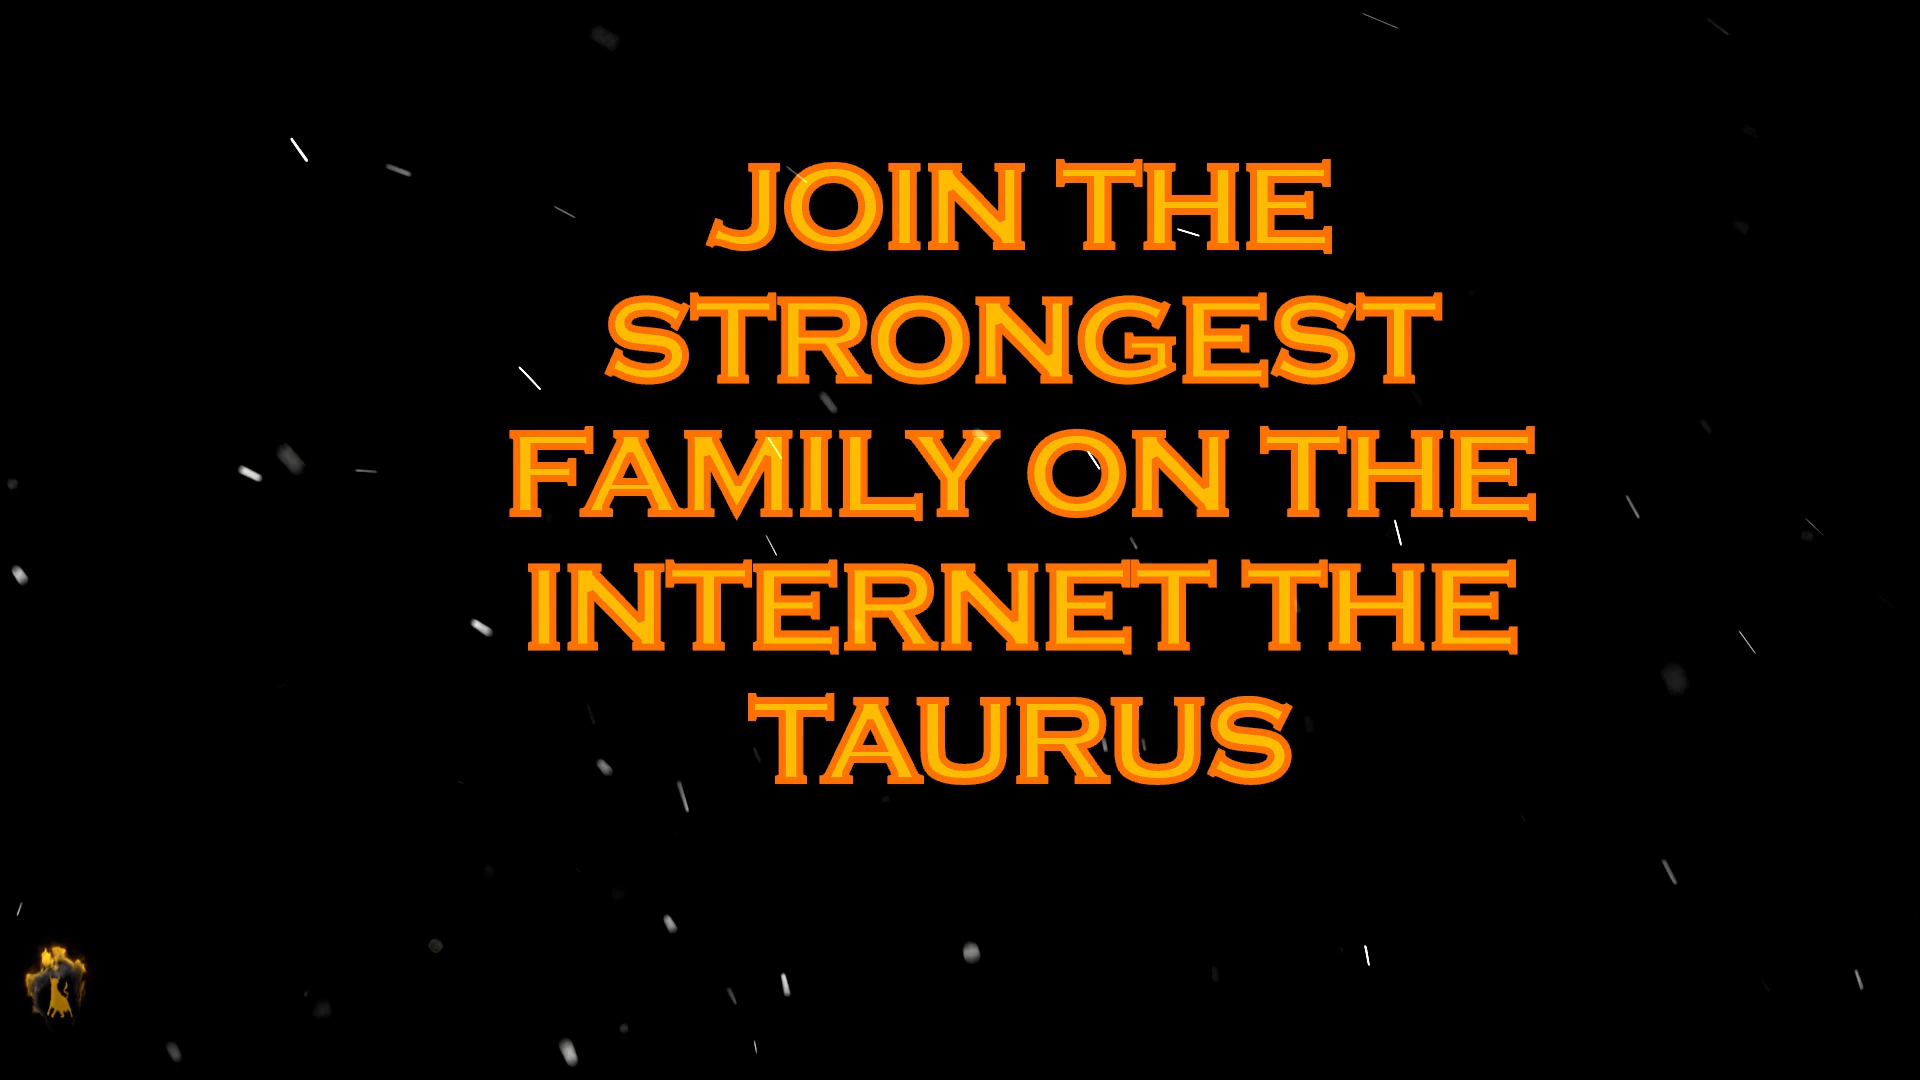 JOIN THE
STRONGEST
FAMILY ON THE
INTERNET THE
TAURUS